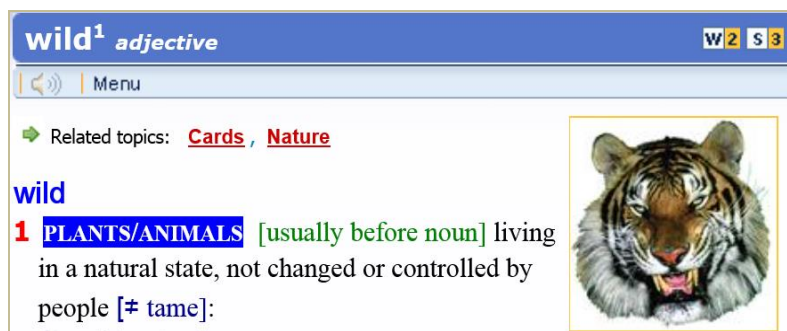 wild1 adjective W2 S3
Menu
Related topics: Cards , Nature
wild
1 PLANTS/ANIMALS [usually before noun] living
in a natural state, not changed or controlled by
people [≠ tame]: